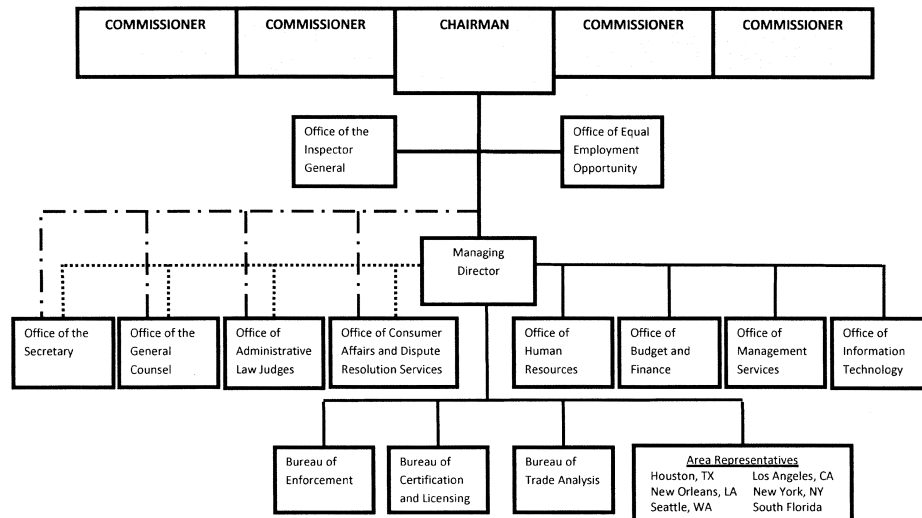 COMMISSIONER
COMMISSIONER
CHAIRMAN
COMMISSIONER
COMMISSIONER
Office of the
Inspector
General
Office of Equal
Employment
Opportunity
Managing
Director
Office of the
Secretary
Office of the
General
Counsel
Office of
Administrative
Law Judges
Office of Consumer
Affairs and Dispute
Resolution Services
Office of
Human
Resources
Office of
Budget and
Finance
Office of
Management
Services
Office of
Information
Technology
Bureau of
Enforcement
Bureau of
Certification
and Licensing
Bureau of
Trade Analysis
Area Representatives
Houston, TX Los Angeles, CA
New Orleans, LA New York, NY
Seattle, WA South Florida